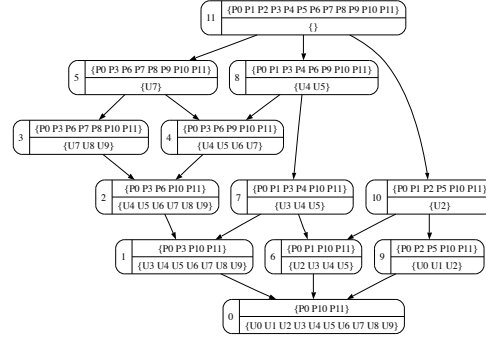 11 {P0 P1 P2 P3 P4 P5 P6 P7 P8 P9 P10 P11}
{}
5 {P0 P3 P6 P7 P8 P9 P10 P11}
{U7}
8 {P0 P1 P3 P4 P6 P9 P10 P11}
{U4 U5}
3 {P0 P3 P6 P7 P8 P10 P11}
{U7 U8 U9}
4 {P0 P3 P6 P9 P10 P11}
{U4 U5 U6 U7}
2 {P0 P3 P6 P10 P11}
{U4 U5 U6 U7 U8 U9}
7 {P0 P1 P3 P4 P10 P11}
{U3 U4 U5}
10 {P0 P1 P2 P5 P10 P11}
{U2}
1 {P0 P3 P10 P11}
{U3 U4 U5 U6 U7 U8 U9}
6 {P0 P1 P10 P11}
{U2 U3 U4 U5}
9 {P0 P2 P5 P10 P11}
{U0 U1 U2}
0 {P0 P10 P11}
{U0 U1 U2 U3 U4 U5 U6 U7 U8 U9}